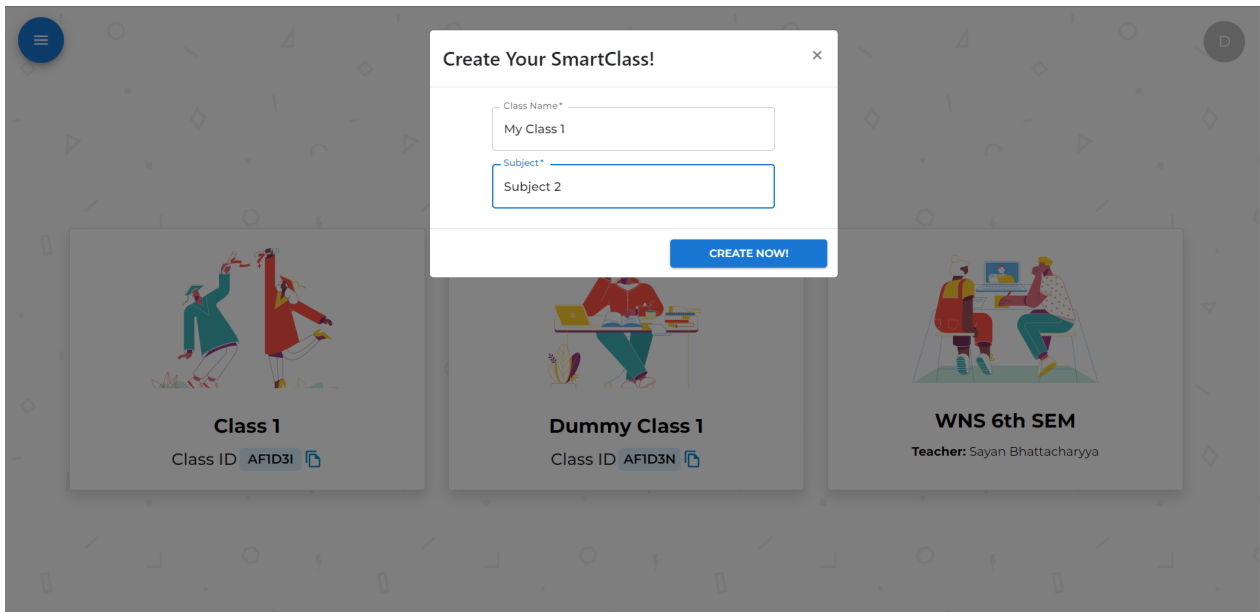 D
Create Your SmartClass!
×
Class Name*
My Class 1
Subject*
Subject 2
CREATE NOW!
Class 1
Class ID AF1D3I
Dummy Class 1
Class ID AF1D3N
WNS 6th SEM
Teacher: Sayan Bhattacharyya